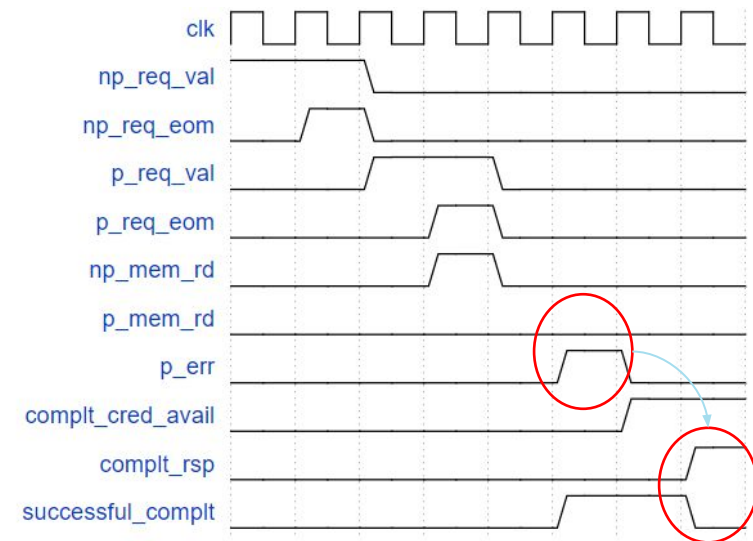 clk
np_req_val
np_req_eom
p_req_val
p_req_eom
np_mem_rd
p_mem_rd
p_err
complt_cred_avail
complt_rsp
successful_complt